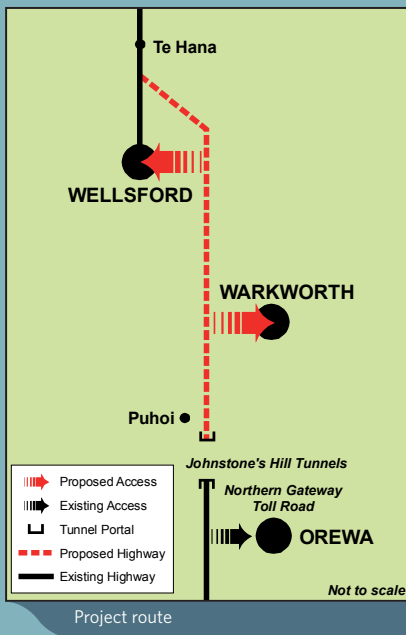 Te Hana
WELLSFORD
WARKWORTH
Puhoi
Johnstone's Hill Tunnels
Northern Gateway
Toll Road
OREWA
Proposed Access
Existing Access
Tunnel Portal
Proposed Highway
Existing Highway
Not to scale
Project route